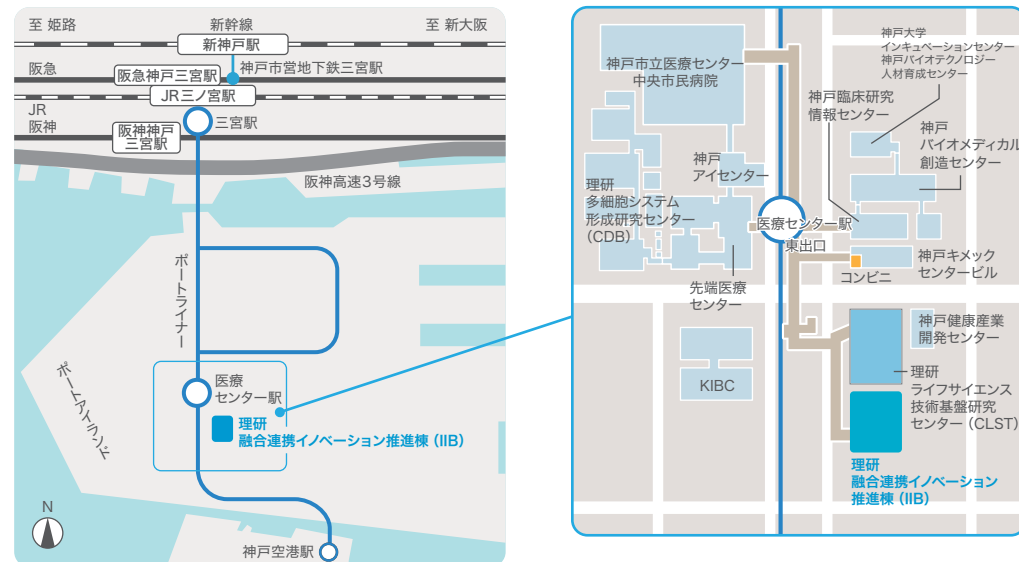 至 姫路
新幹線
至 新大阪
新神戸駅
阪急
阪急神戸三宮駅
神戸市営地下鉄三宮駅
JR三ノ宮駅
JR
阪神
三宮駅
阪神神戸
三宮駅
阪神高速3号線
ポートライナー
ポートアイランド
医療
センター駅
理研
融合連携イノベーション推進棟（IIB）
N
神戸空港駅
神戸市立医療センター
中央市民病院
神戸大学
インキュベーションセンター
神戸バイオテクノロジー
人材育成センター
神戸臨床研究
情報センター
神戸
バイオメディカル
創造センター
神戸
アイセンター
理研
多細胞システム
形成研究センター
（CDB）
医療センター駅
東出口
神戸キメック
センタービル
コンビニ
先端医療
センター
神戸健康産業
開発センター
KIBC
理研
ライフサイエンス
技術基盤研究
センター（CLST）
理研
融合連携イノベーション
推進棟（IIB）